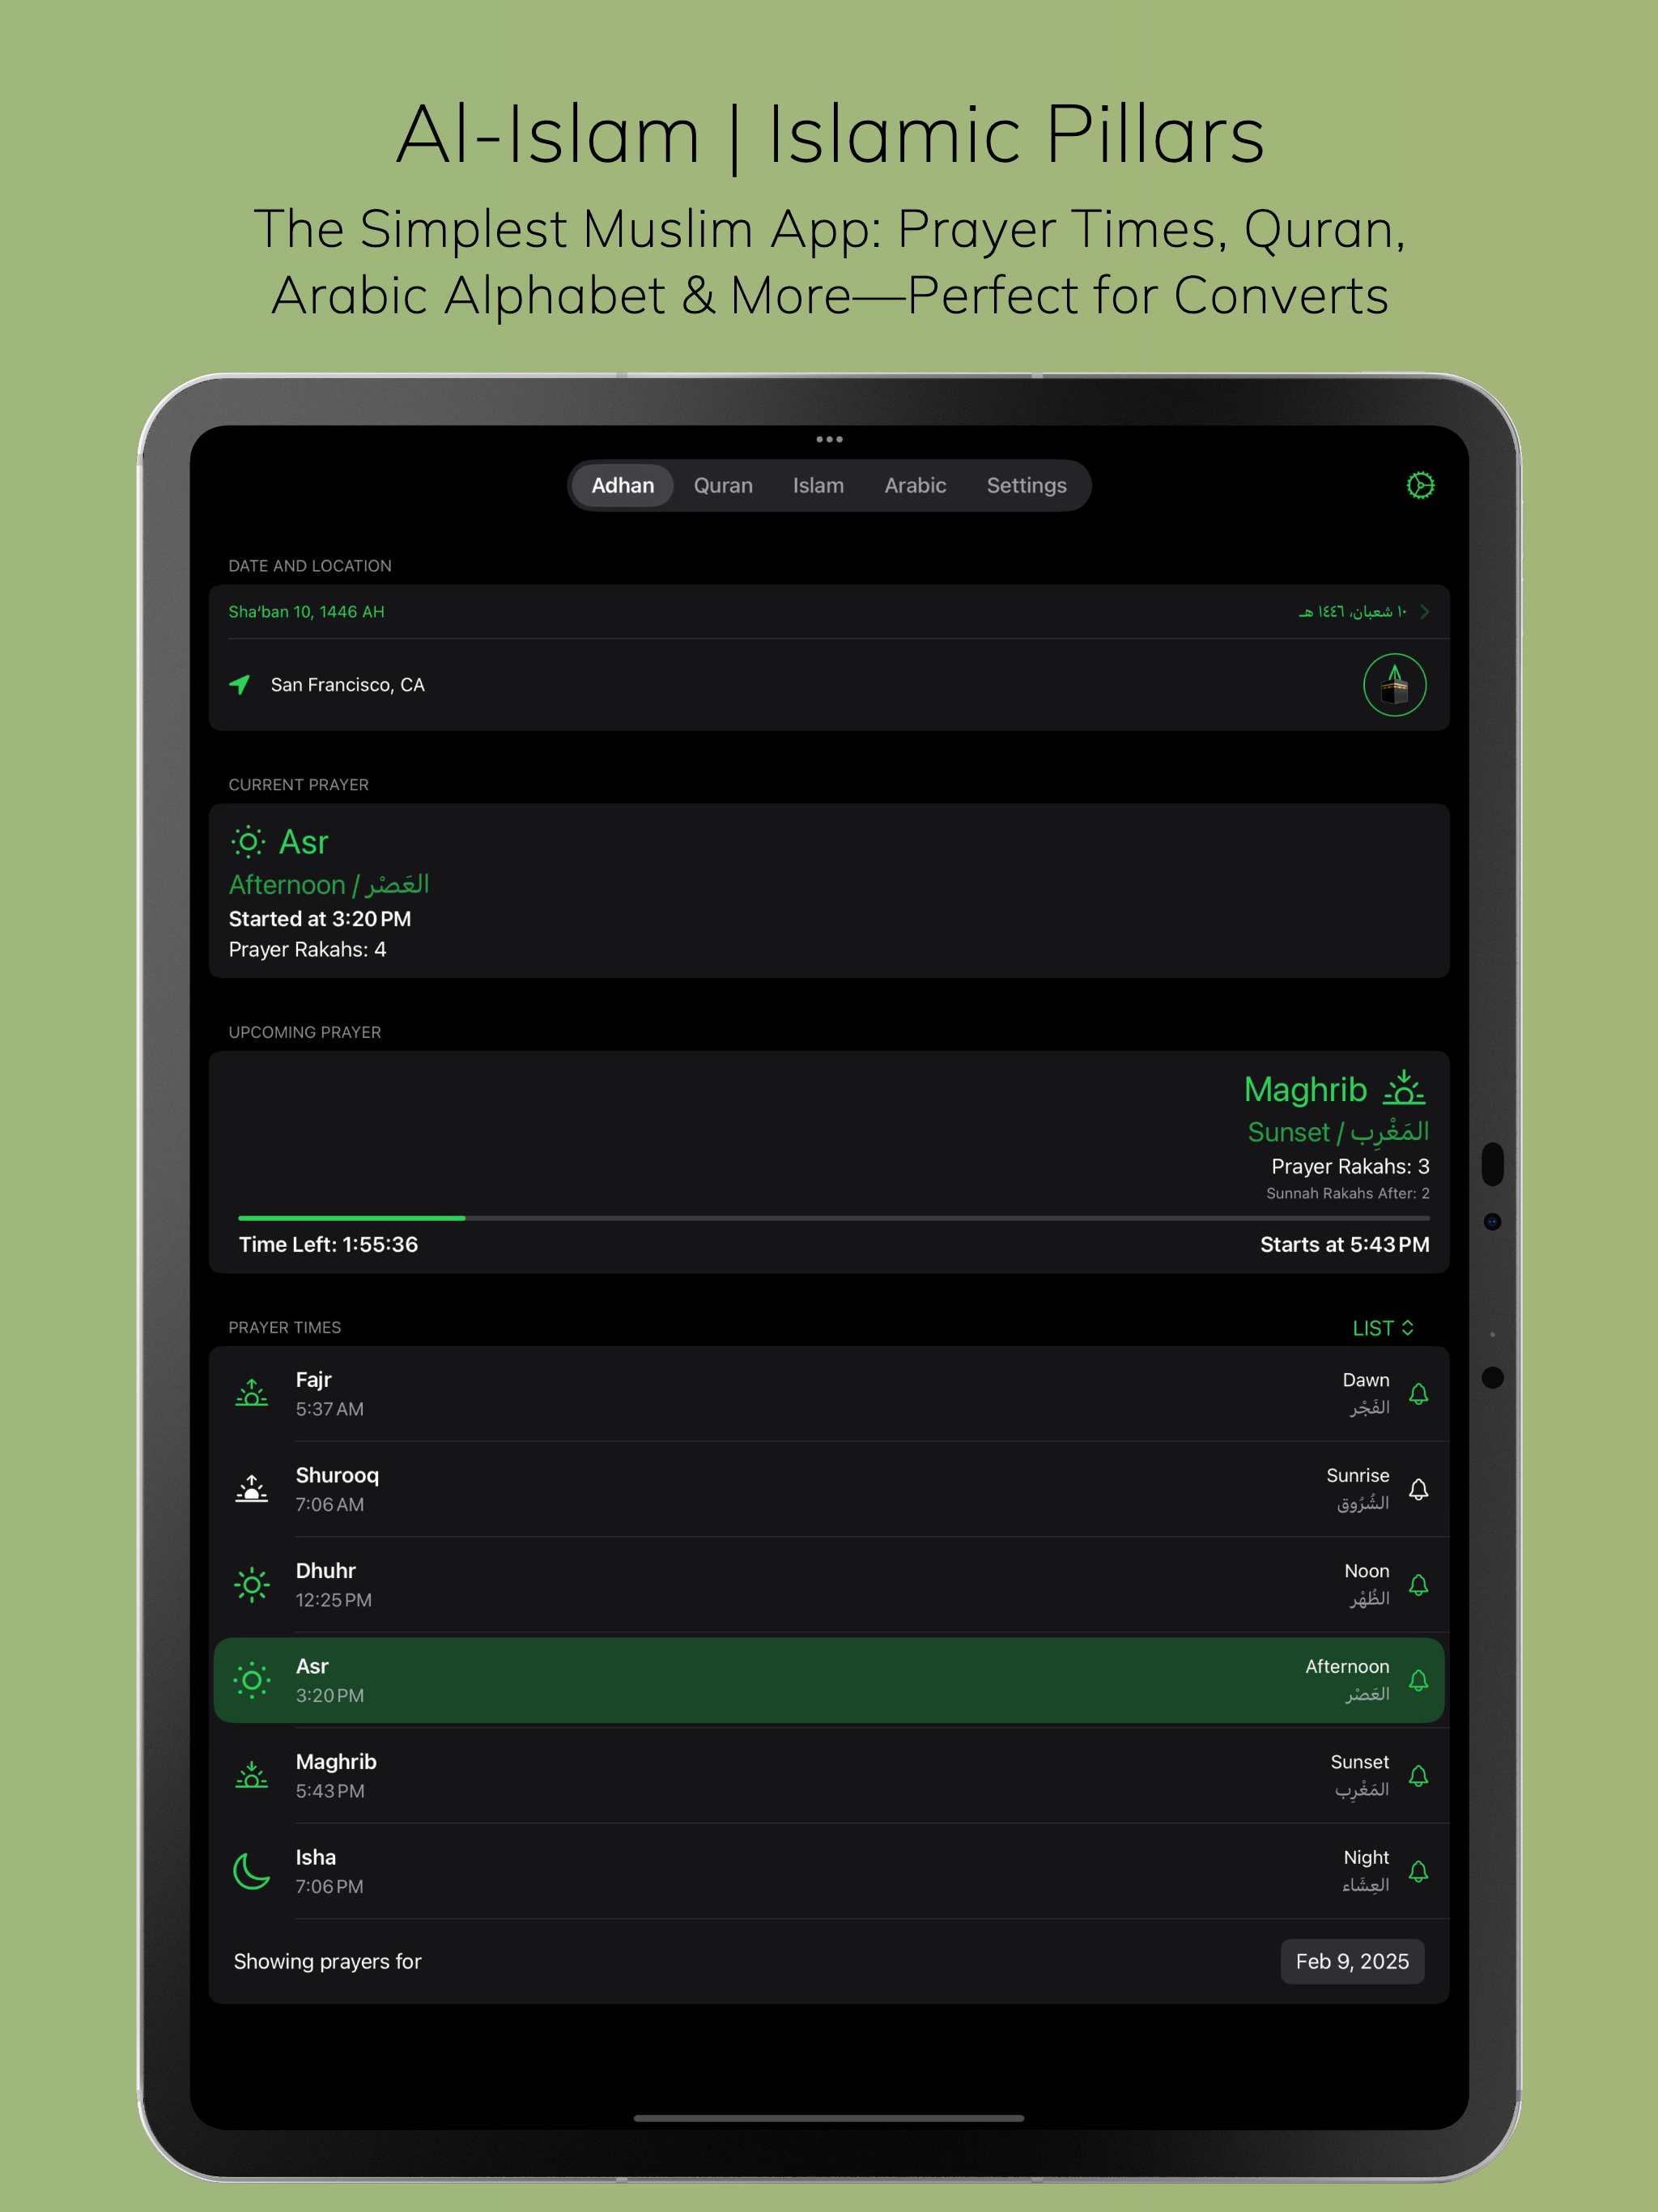 Al-Islam | Islamic Pillars
The Simplest Muslim App: Prayer Times, Quran,
Arabic Alphabet & More—Perfect for Converts
Adhan Quran Islam Arabic Settings
DATE AND LOCATION
Shaʻban 10, 1446 AH ١٠ شعبان، ١٤٤٦ هـ
San Francisco, CA
CURRENT PRAYER
Asr
Afternoon / العَصْر
Started at 3:20 PM
Prayer Rakahs: 4
UPCOMING PRAYER
Maghrib
Sunset / المَغْرِب
Prayer Rakahs: 3
Sunnah Rakahs After: 2
Time Left: 1:55:36 Starts at 5:43 PM
PRAYER TIMES LIST
Fajr Dawn
5:37 AM الفَجْر
Shurooq Sunrise
7:06 AM الشُرُوق
Dhuhr Noon
12:25 PM الظُهْر
Asr Afternoon
3:20 PM العَصْر
Maghrib Sunset
5:43 PM المَغْرِب
Isha Night
7:06 PM العِشَاء
Showing prayers for Feb 9, 2025